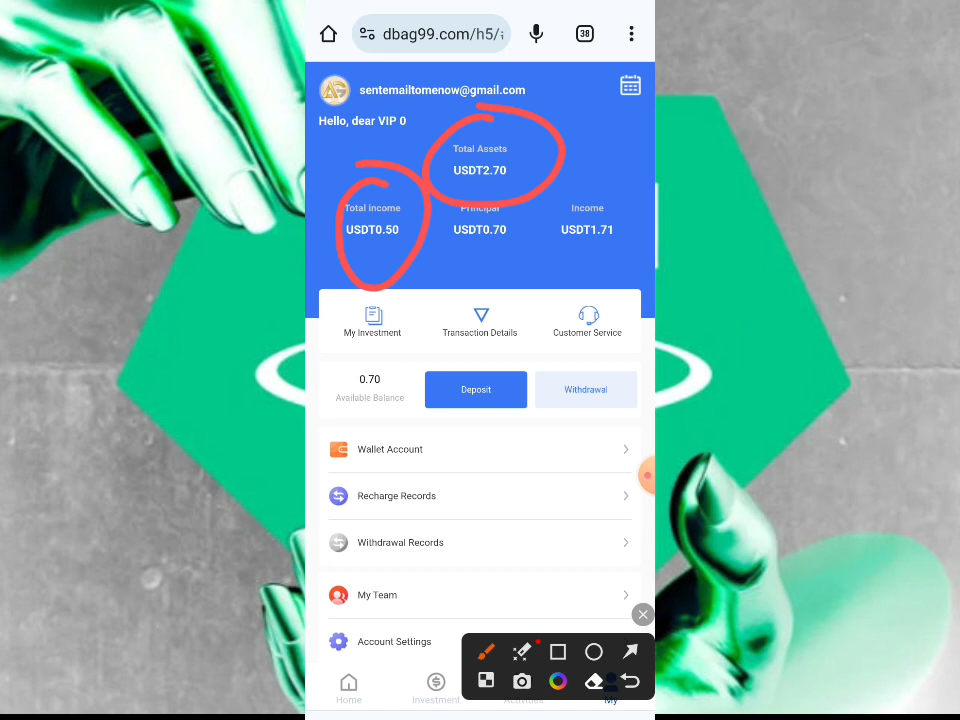 38
dbag99.com/h5/
sentemailtomenow@gmail.com
Hello, dear VIP 0
Total Assets
USDT2.70
Total income
Principal
Income
USDT0.50
USDT0.70
USDT1.71
My Investment
Transaction Details
Customer Service
0.70
Available Balance
Deposit
Withdrawal
Wallet Account
Recharge Records
Withdrawal Records
My Team
Account Settings
Home
Investment
Activities
My